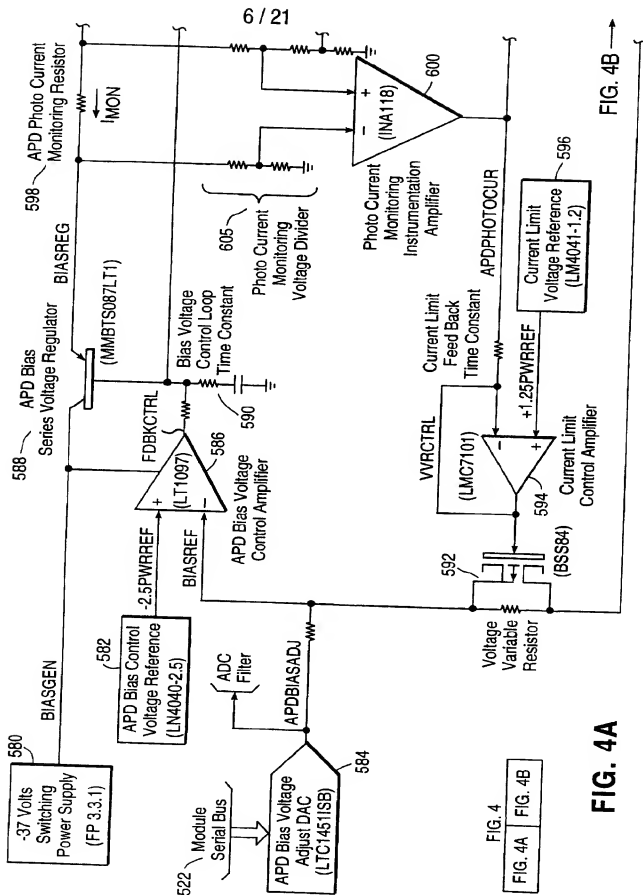 6 / 21
580
-37 Volts
Switching
Power Supply
(FP 3.3.1)
BIASGEN
588
APD Bias
Series Voltage Regulator
(MMBTS087LT1)
BIASREG
598
APD Photo Current
Monitoring Resistor
IMON
582
APD Bias Control
Voltage Reference
(LN4040-2.5)
-2.5PWRREF
BIASREF
+
-
(LT1097)
586
APD Bias Voltage
Control Amplifier
FDBKCTRL
590
Bias Voltage
Control Loop
Time Constant
605
Photo Current
Monitoring
Voltage Divider
-
+
(INA118)
600
Photo Current
Monitoring
Instrumentation
Amplifier
522
Module
Serial Bus
ADC
Filter
APD Bias Voltage
Adjust DAC
(LTC1451ISB)
584
APDBIASADJ
592
Voltage
Variable
Resistor
(BSS84)
VVRCTRL
(LMC7101)
-
+
594
Current Limit
Control Amplifier
Current Limit
Feed Back
Time Constant
APDPHOTOCUR
+1.25PWRREF
596
Current Limit
Voltage Reference
(LM4041-1.2)
FIG. 4B
FIG. 4
FIG. 4A
FIG. 4B
FIG. 4A